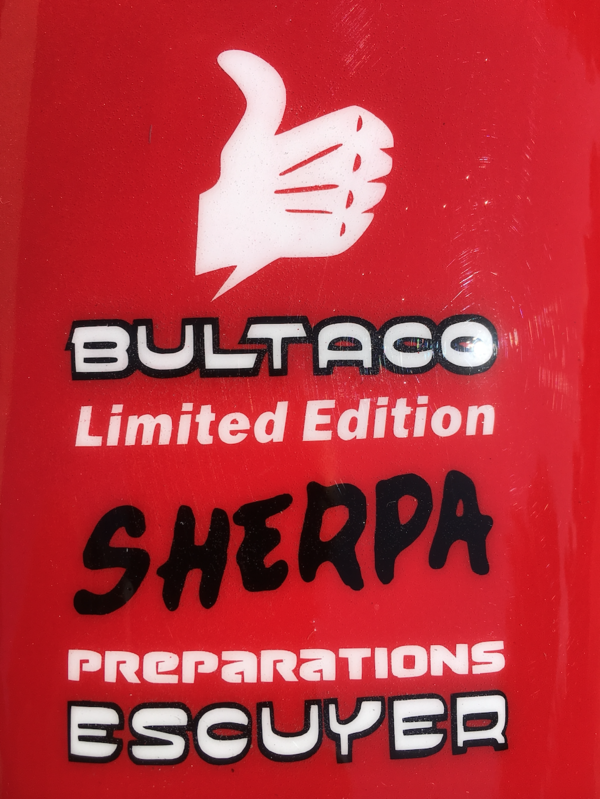 BULTACO
Limited Edition
SHERPA
PREPARATIONS
ESCUYER